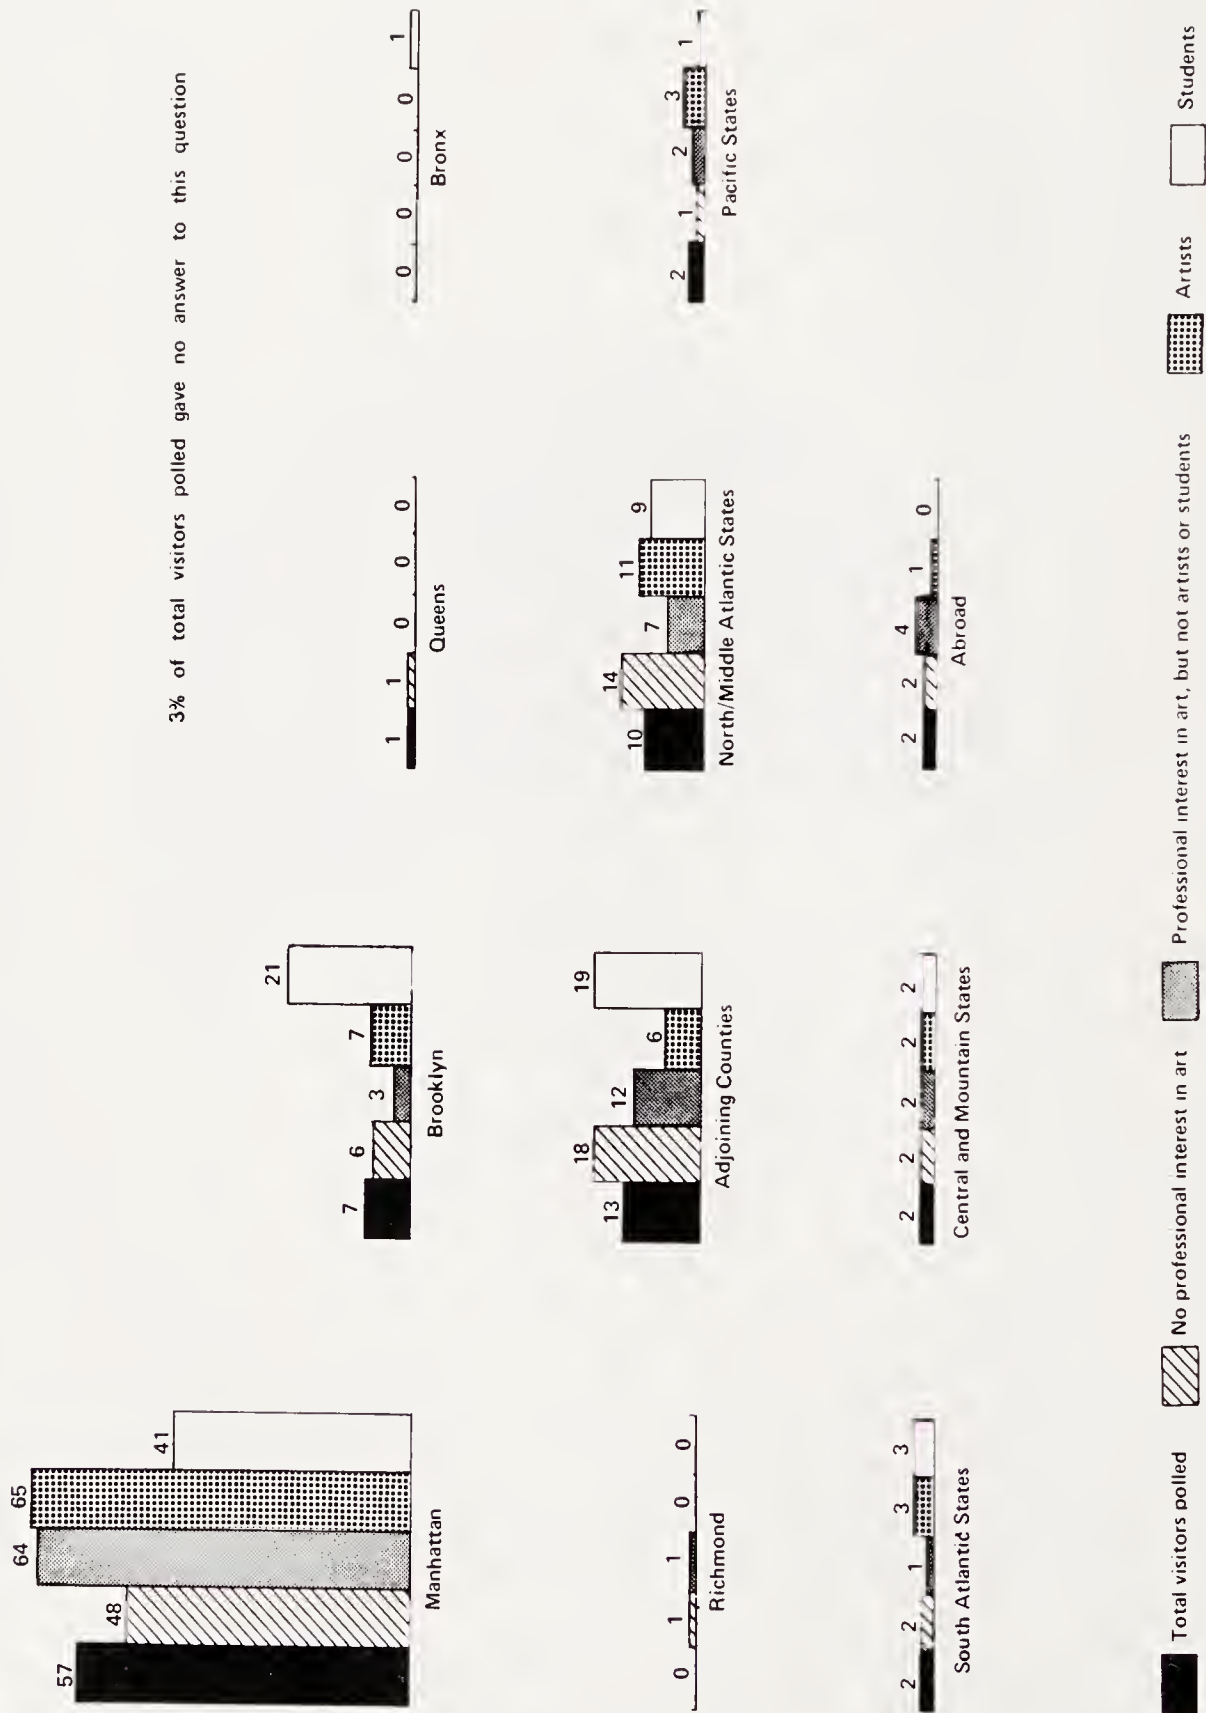 3% of total visitors polled gave no answer to this question
57 48 64 65 41
Manhattan
7 6 3 7 21
Brooklyn
1 1 0 0 0
Queens
0 0 0 0 1
Bronx
0 1 1 0 0
Richmond
13 18 12 6 19
Adjoining Counties
10 14 7 11 9
North/Middle Atlantic States
2 1 2 3 1
Pacific States
2 2 1 3 3
South Atlantic States
2 2 2 2 2
Central and Mountain States
2 2 4 1 0
Abroad
Total visitors polled No professional interest in art Professional interest in art, but not artists or students Artists Students